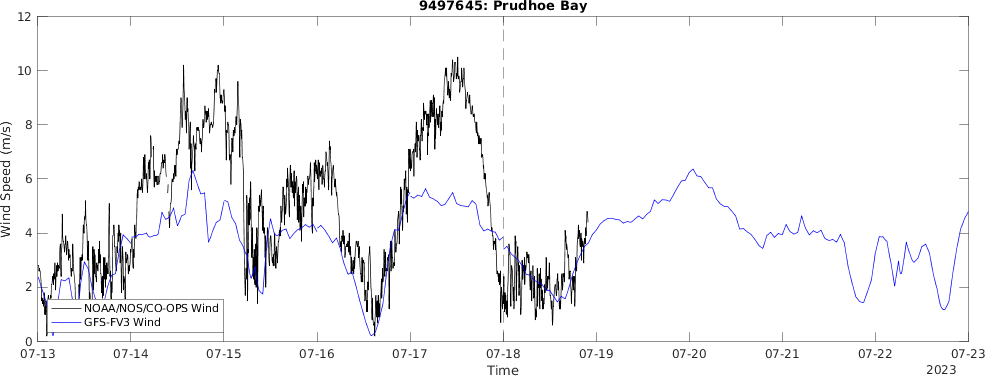 9497645: Prudhoe Bay
12
10
8
6
4
2
0
Wind Speed (m/s)
NOAA/NOS/CO-OPS Wind
GFS-FV3 Wind
07-13 07-14 07-15 07-16 07-17 07-18 07-19 07-20 07-21 07-22 07-23
Time
2023